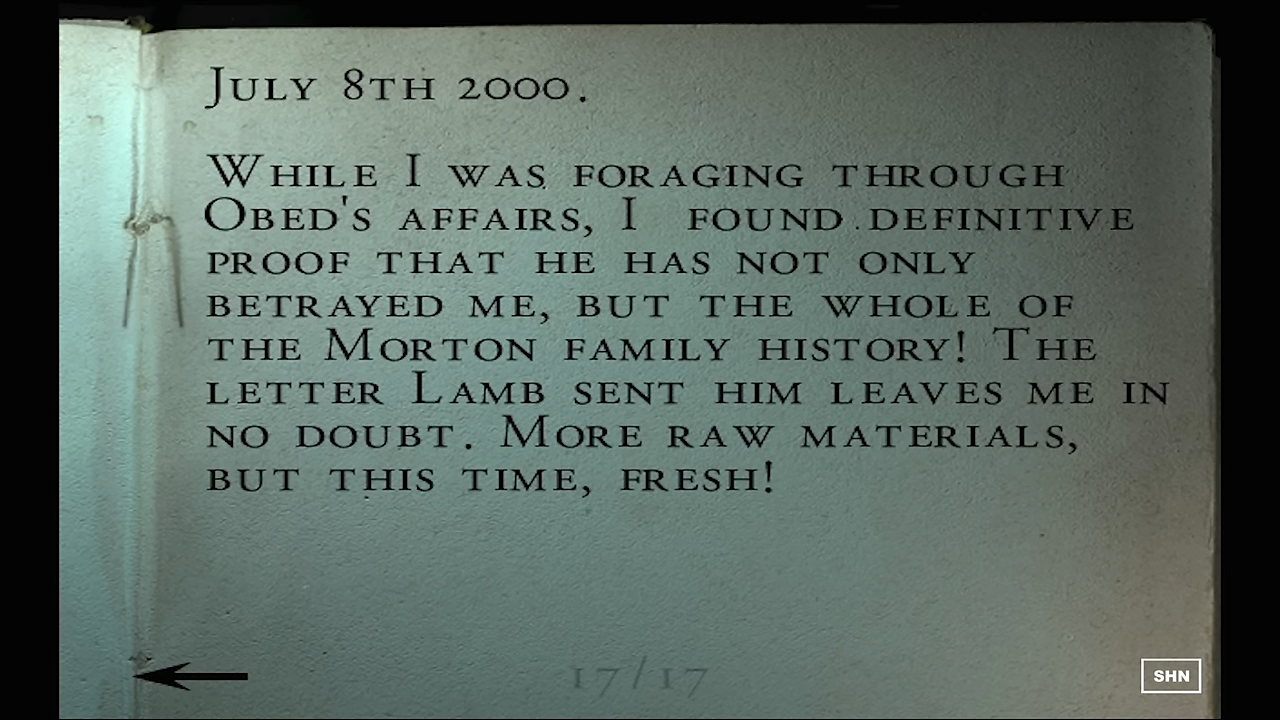 July 8th 2000.
While I was foraging through
Obed's affairs, I found definitive
proof that he has not only
betrayed me, but the whole of
the Morton family history! The
letter Lamb sent him leaves me in
no doubt. More raw materials,
but this time, fresh!
17/17
SHN